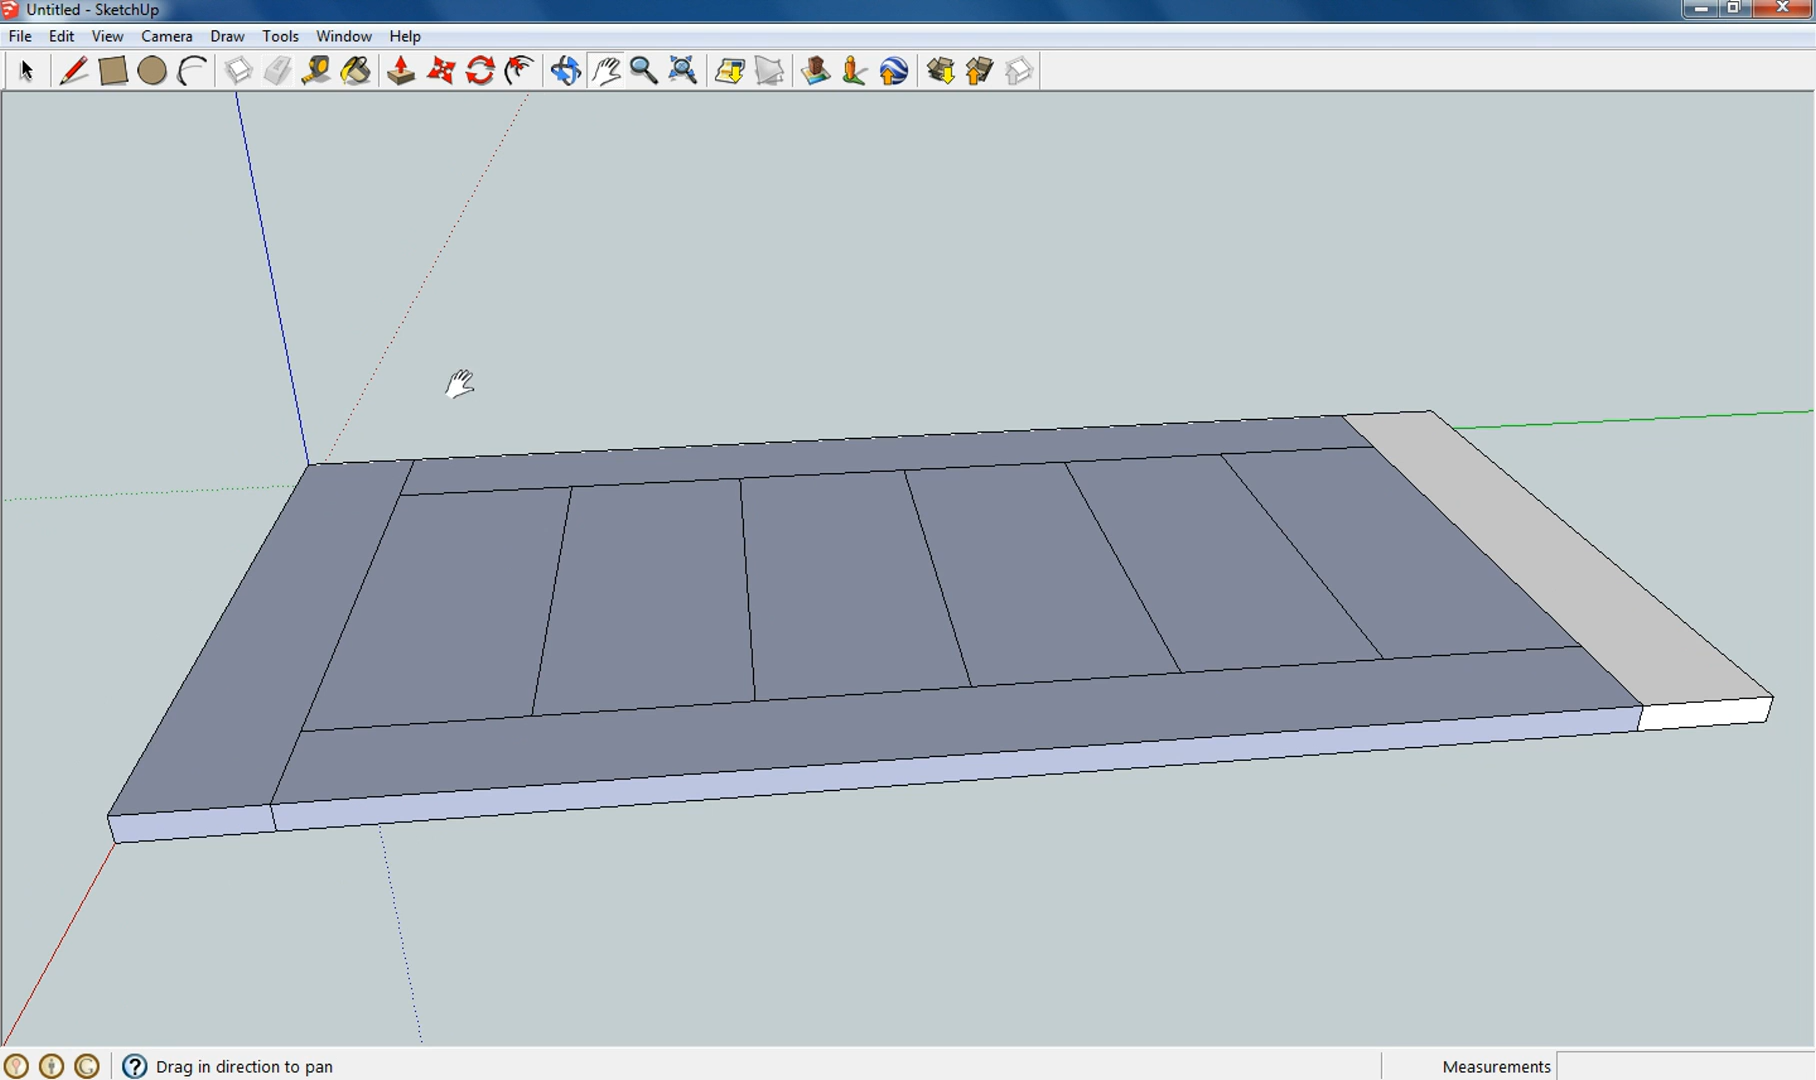 Untitled - SketchUp
File Edit View Camera Draw Tools Window Help
Drag in direction to pan
Measurements